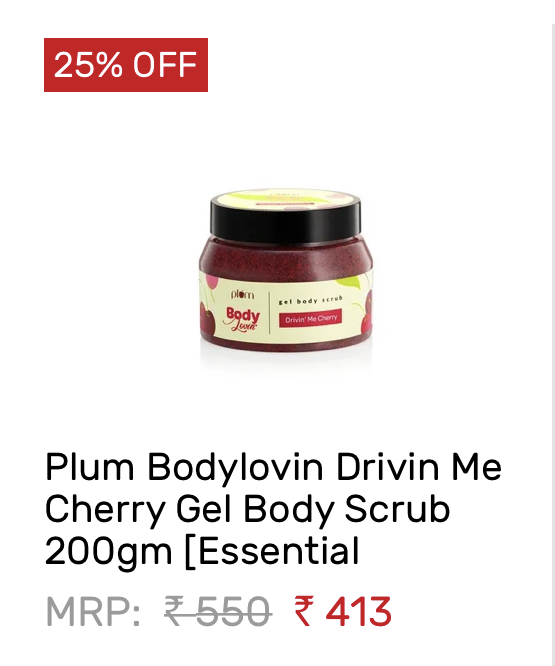 25% OFF
plum
Body
Lovin'
gel body scrub
Drivin' Me Cherry
Plum Bodylovin Drivin Me
Cherry Gel Body Scrub
200gm [Essential
MRP: ₹ 550 ₹ 413